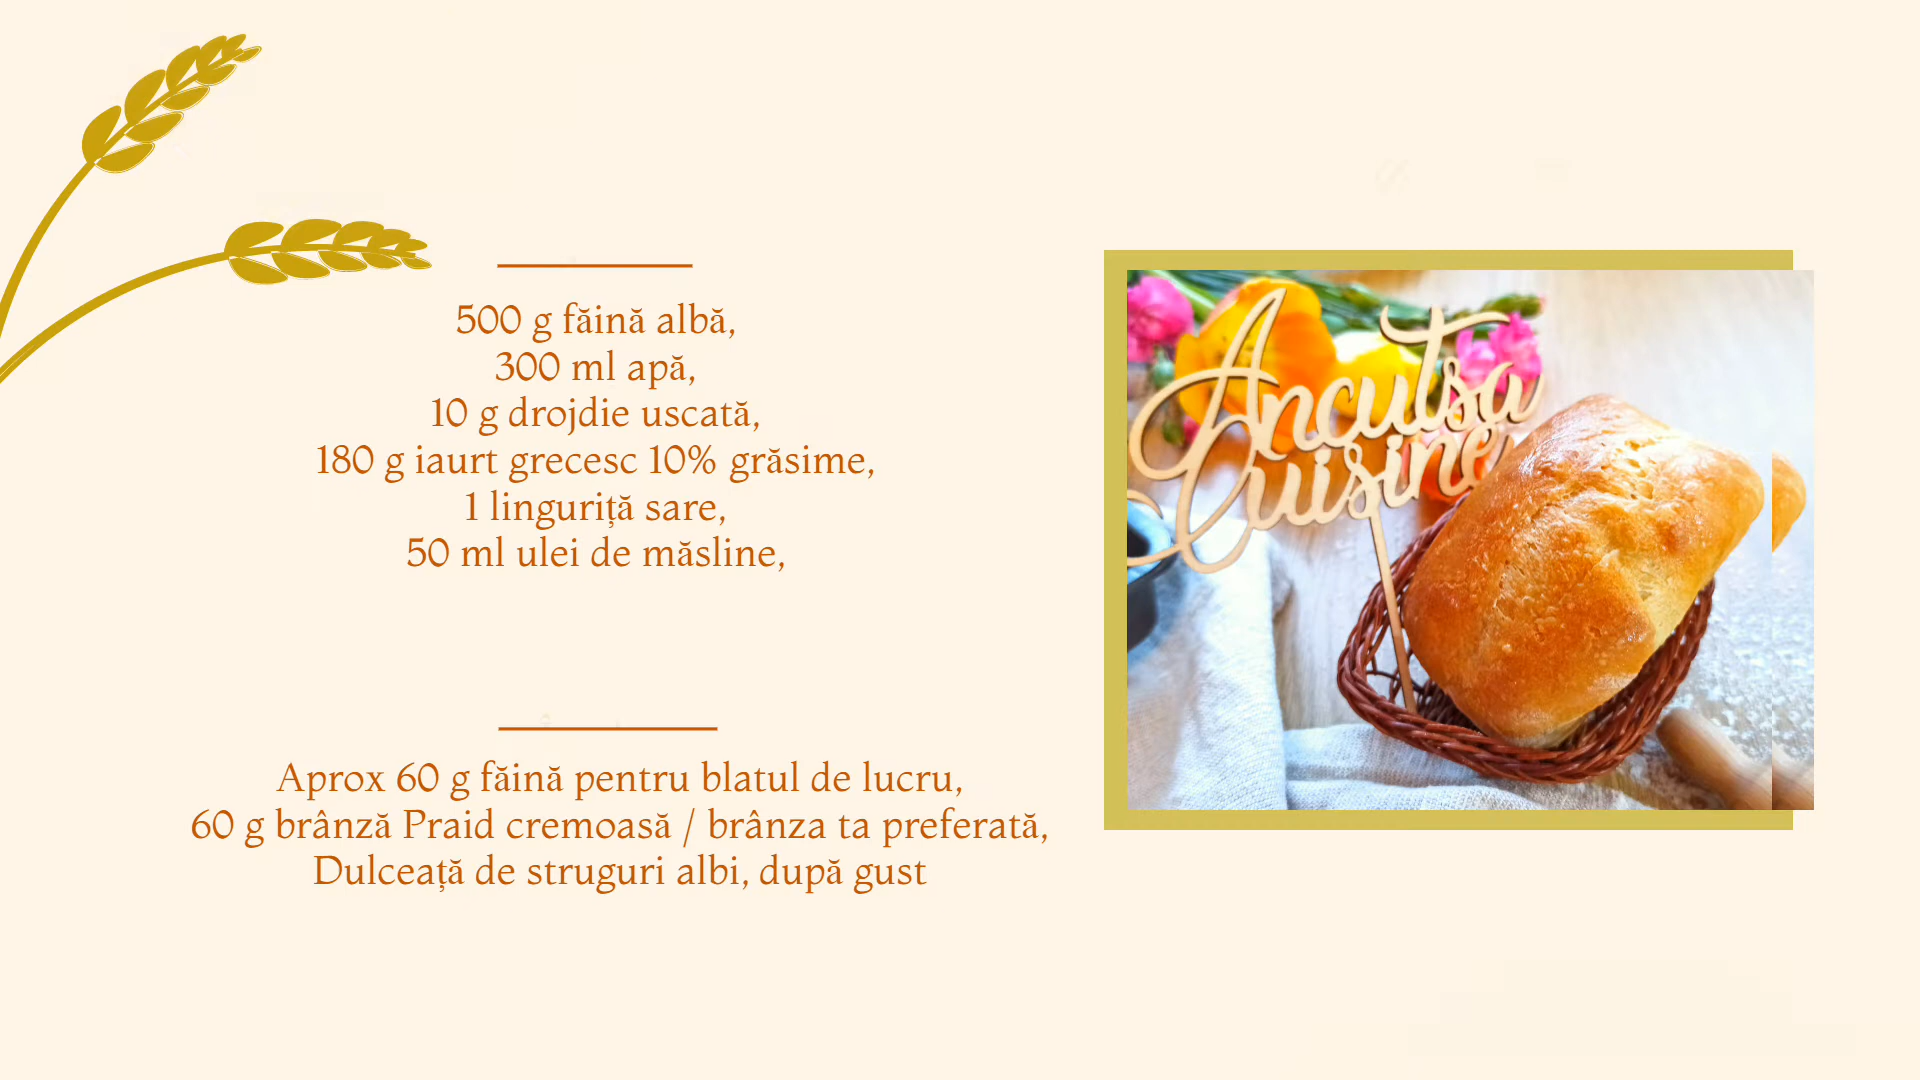 500 g făină albă,
300 ml apă,
10 g drojdie uscată,
180 g iaurt grecesc 10% grăsime,
1 linguriță sare,
50 ml ulei de măsline,
Aprox 60 g făină pentru blatul de lucru,
60 g brânză Praid cremoasă / brânza ta preferată,
Dulceață de struguri albi, după gust
Ancutsa
Cuisine